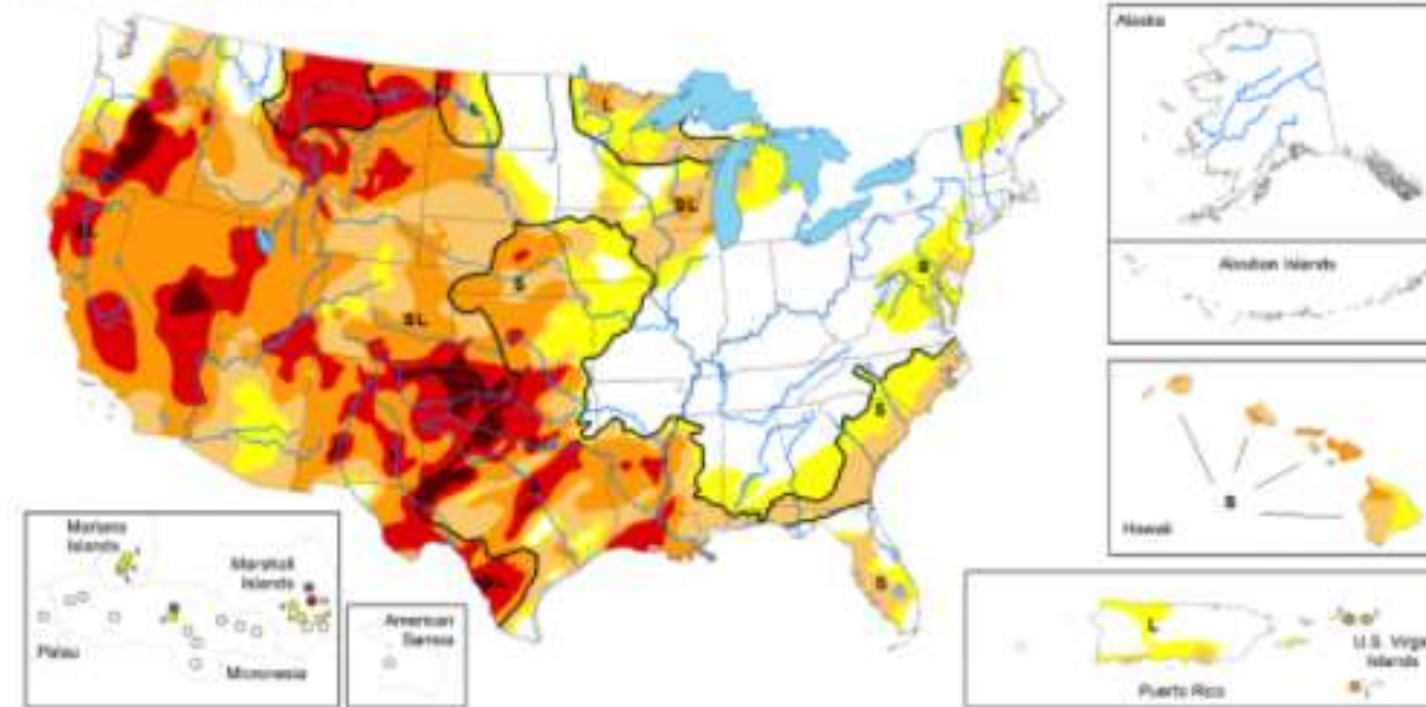 Alaska
Aleutian Islands
L
L
SL
SL
S
S
SL
S
S
S
Hawaii
Mariana
Islands
Marshall
Islands
Palau
Micronesia
American
Samoa
L
Puerto Rico
U.S. Virgin
Islands